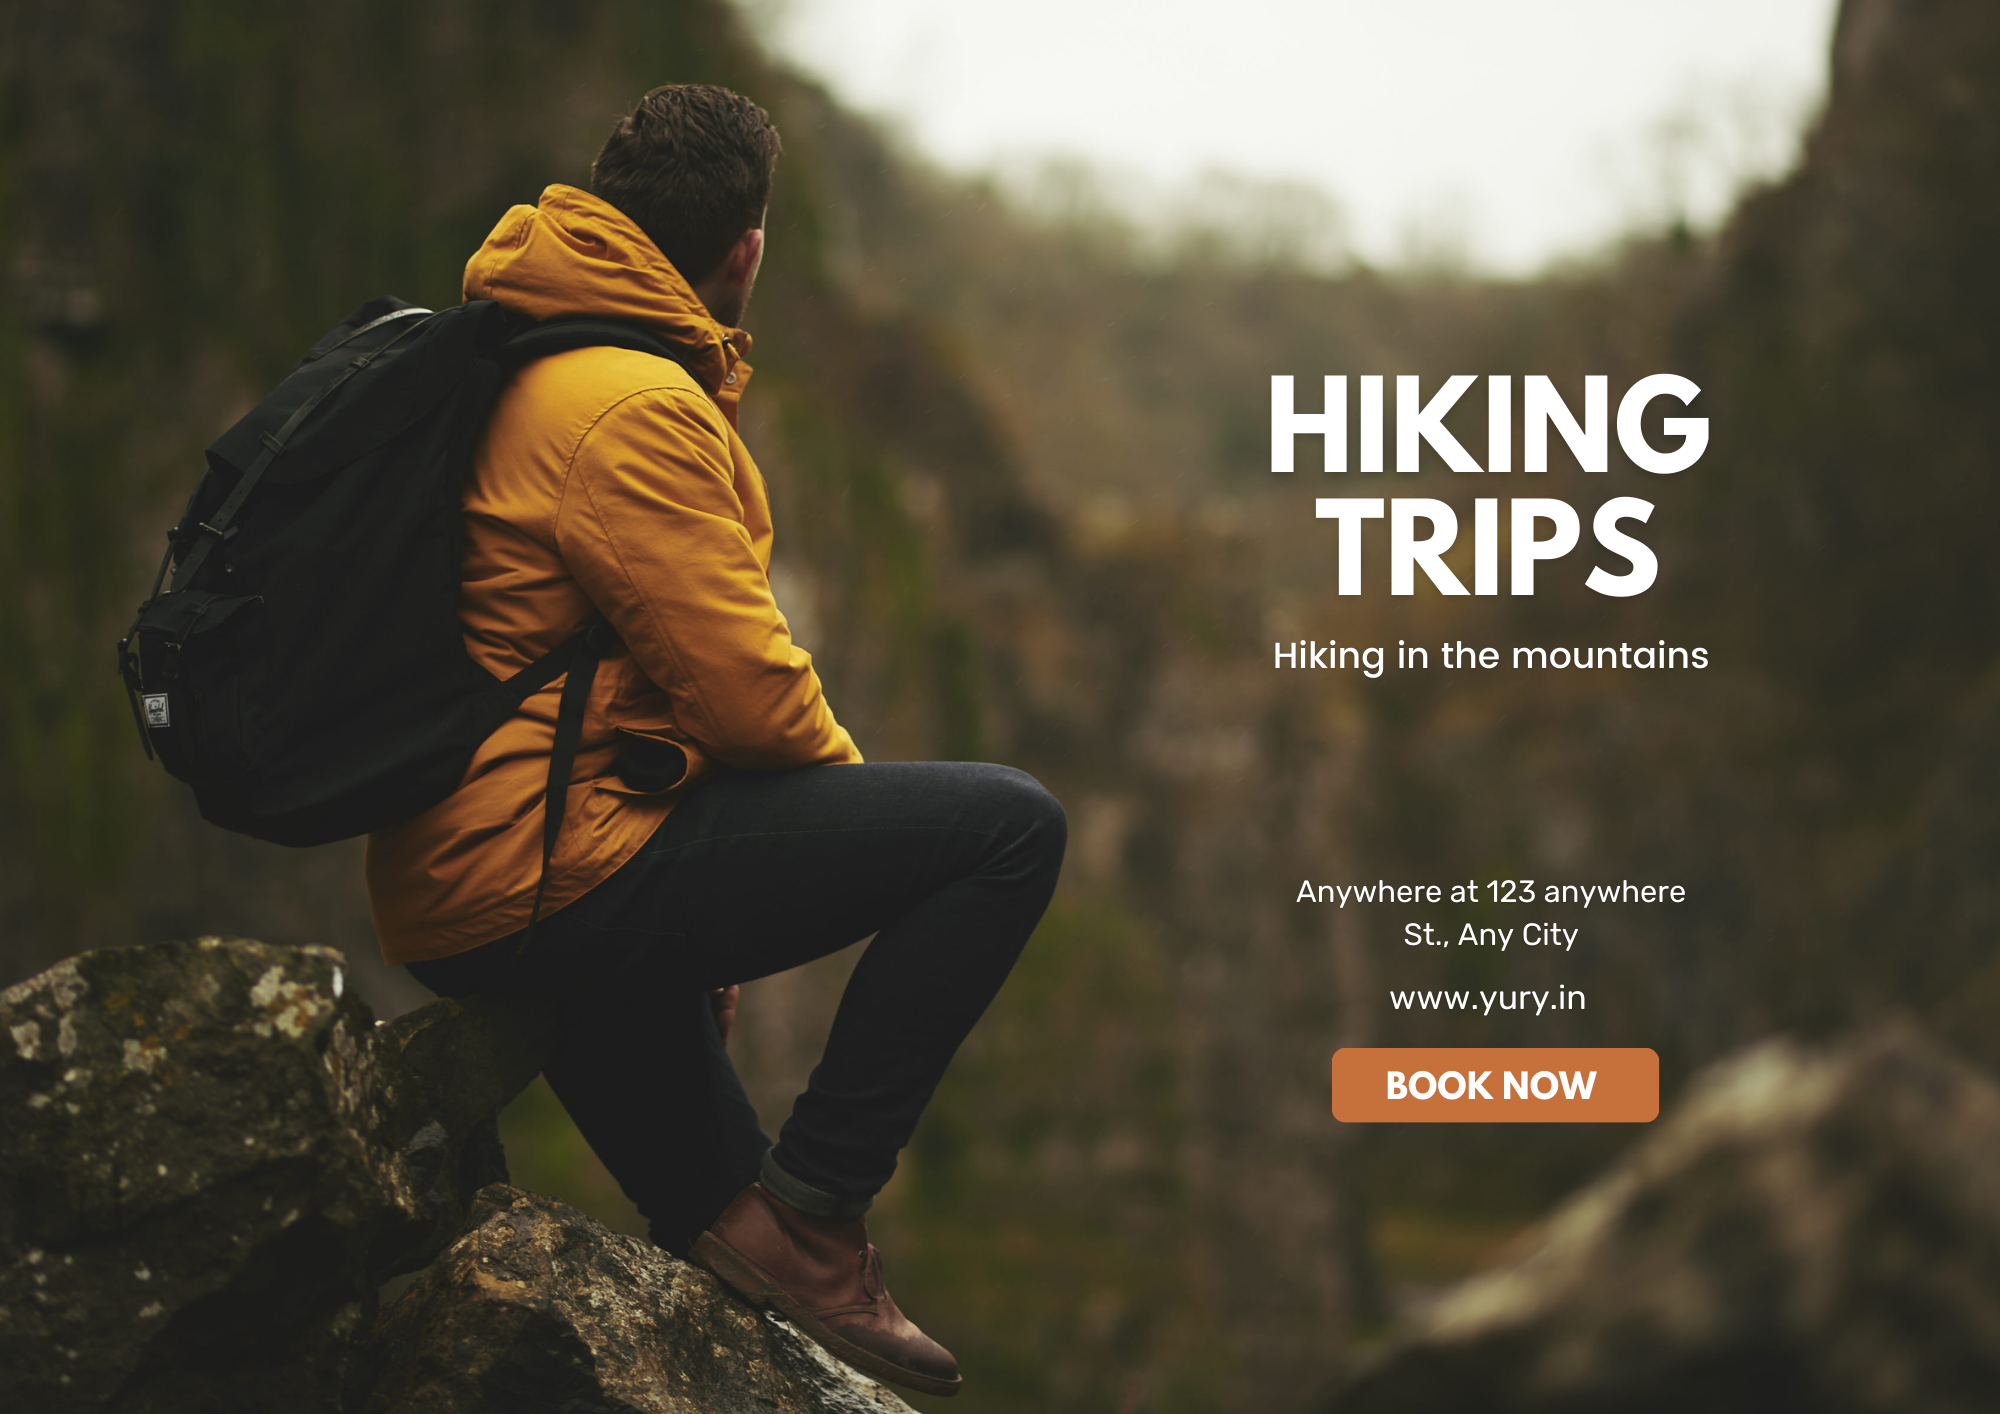 HIKING
TRIPS
Hiking in the mountains
Anywhere at 123 anywhere
St., Any City
www.yury.in
BOOK NOW